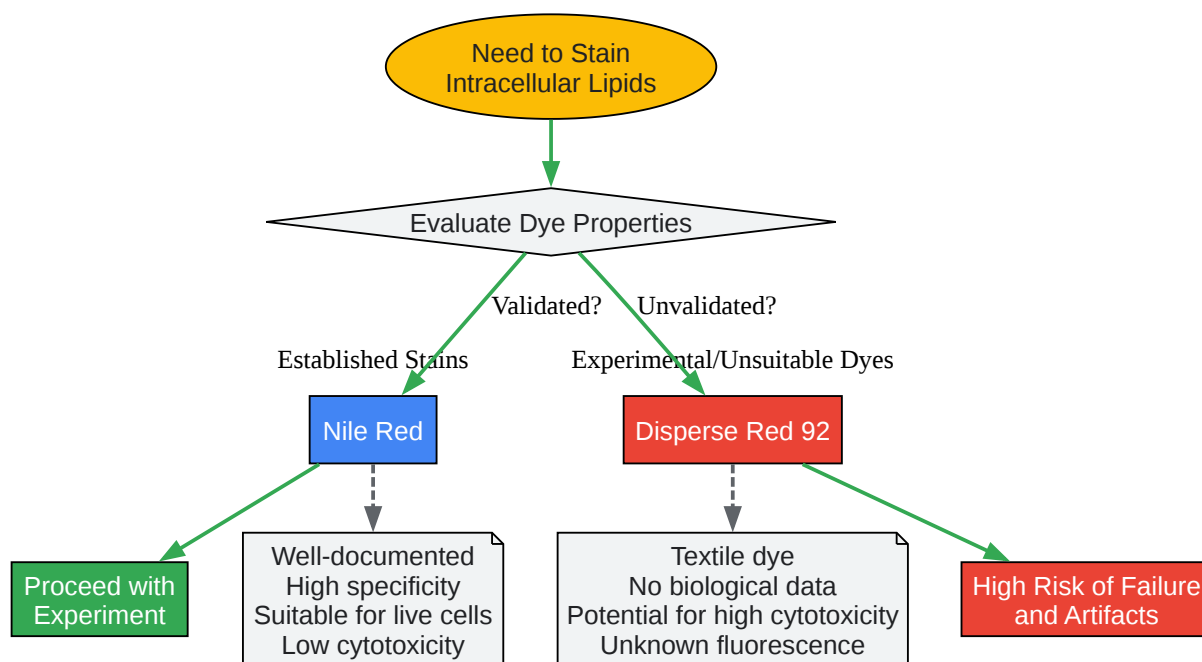 Need to Stain
Intracellular Lipids
Evaluate Dye Properties
Validated?
Unvalidated?
Established Stains
Experimental/Unsuitable Dyes
Nile Red
Disperse Red 92
Proceed with
Experiment
Well-documented
High specificity
Suitable for live cells
Low cytotoxicity
Textile dye
No biological data
Potential for high cytotoxicity
Unknown fluorescence
High Risk of Failure
and Artifacts